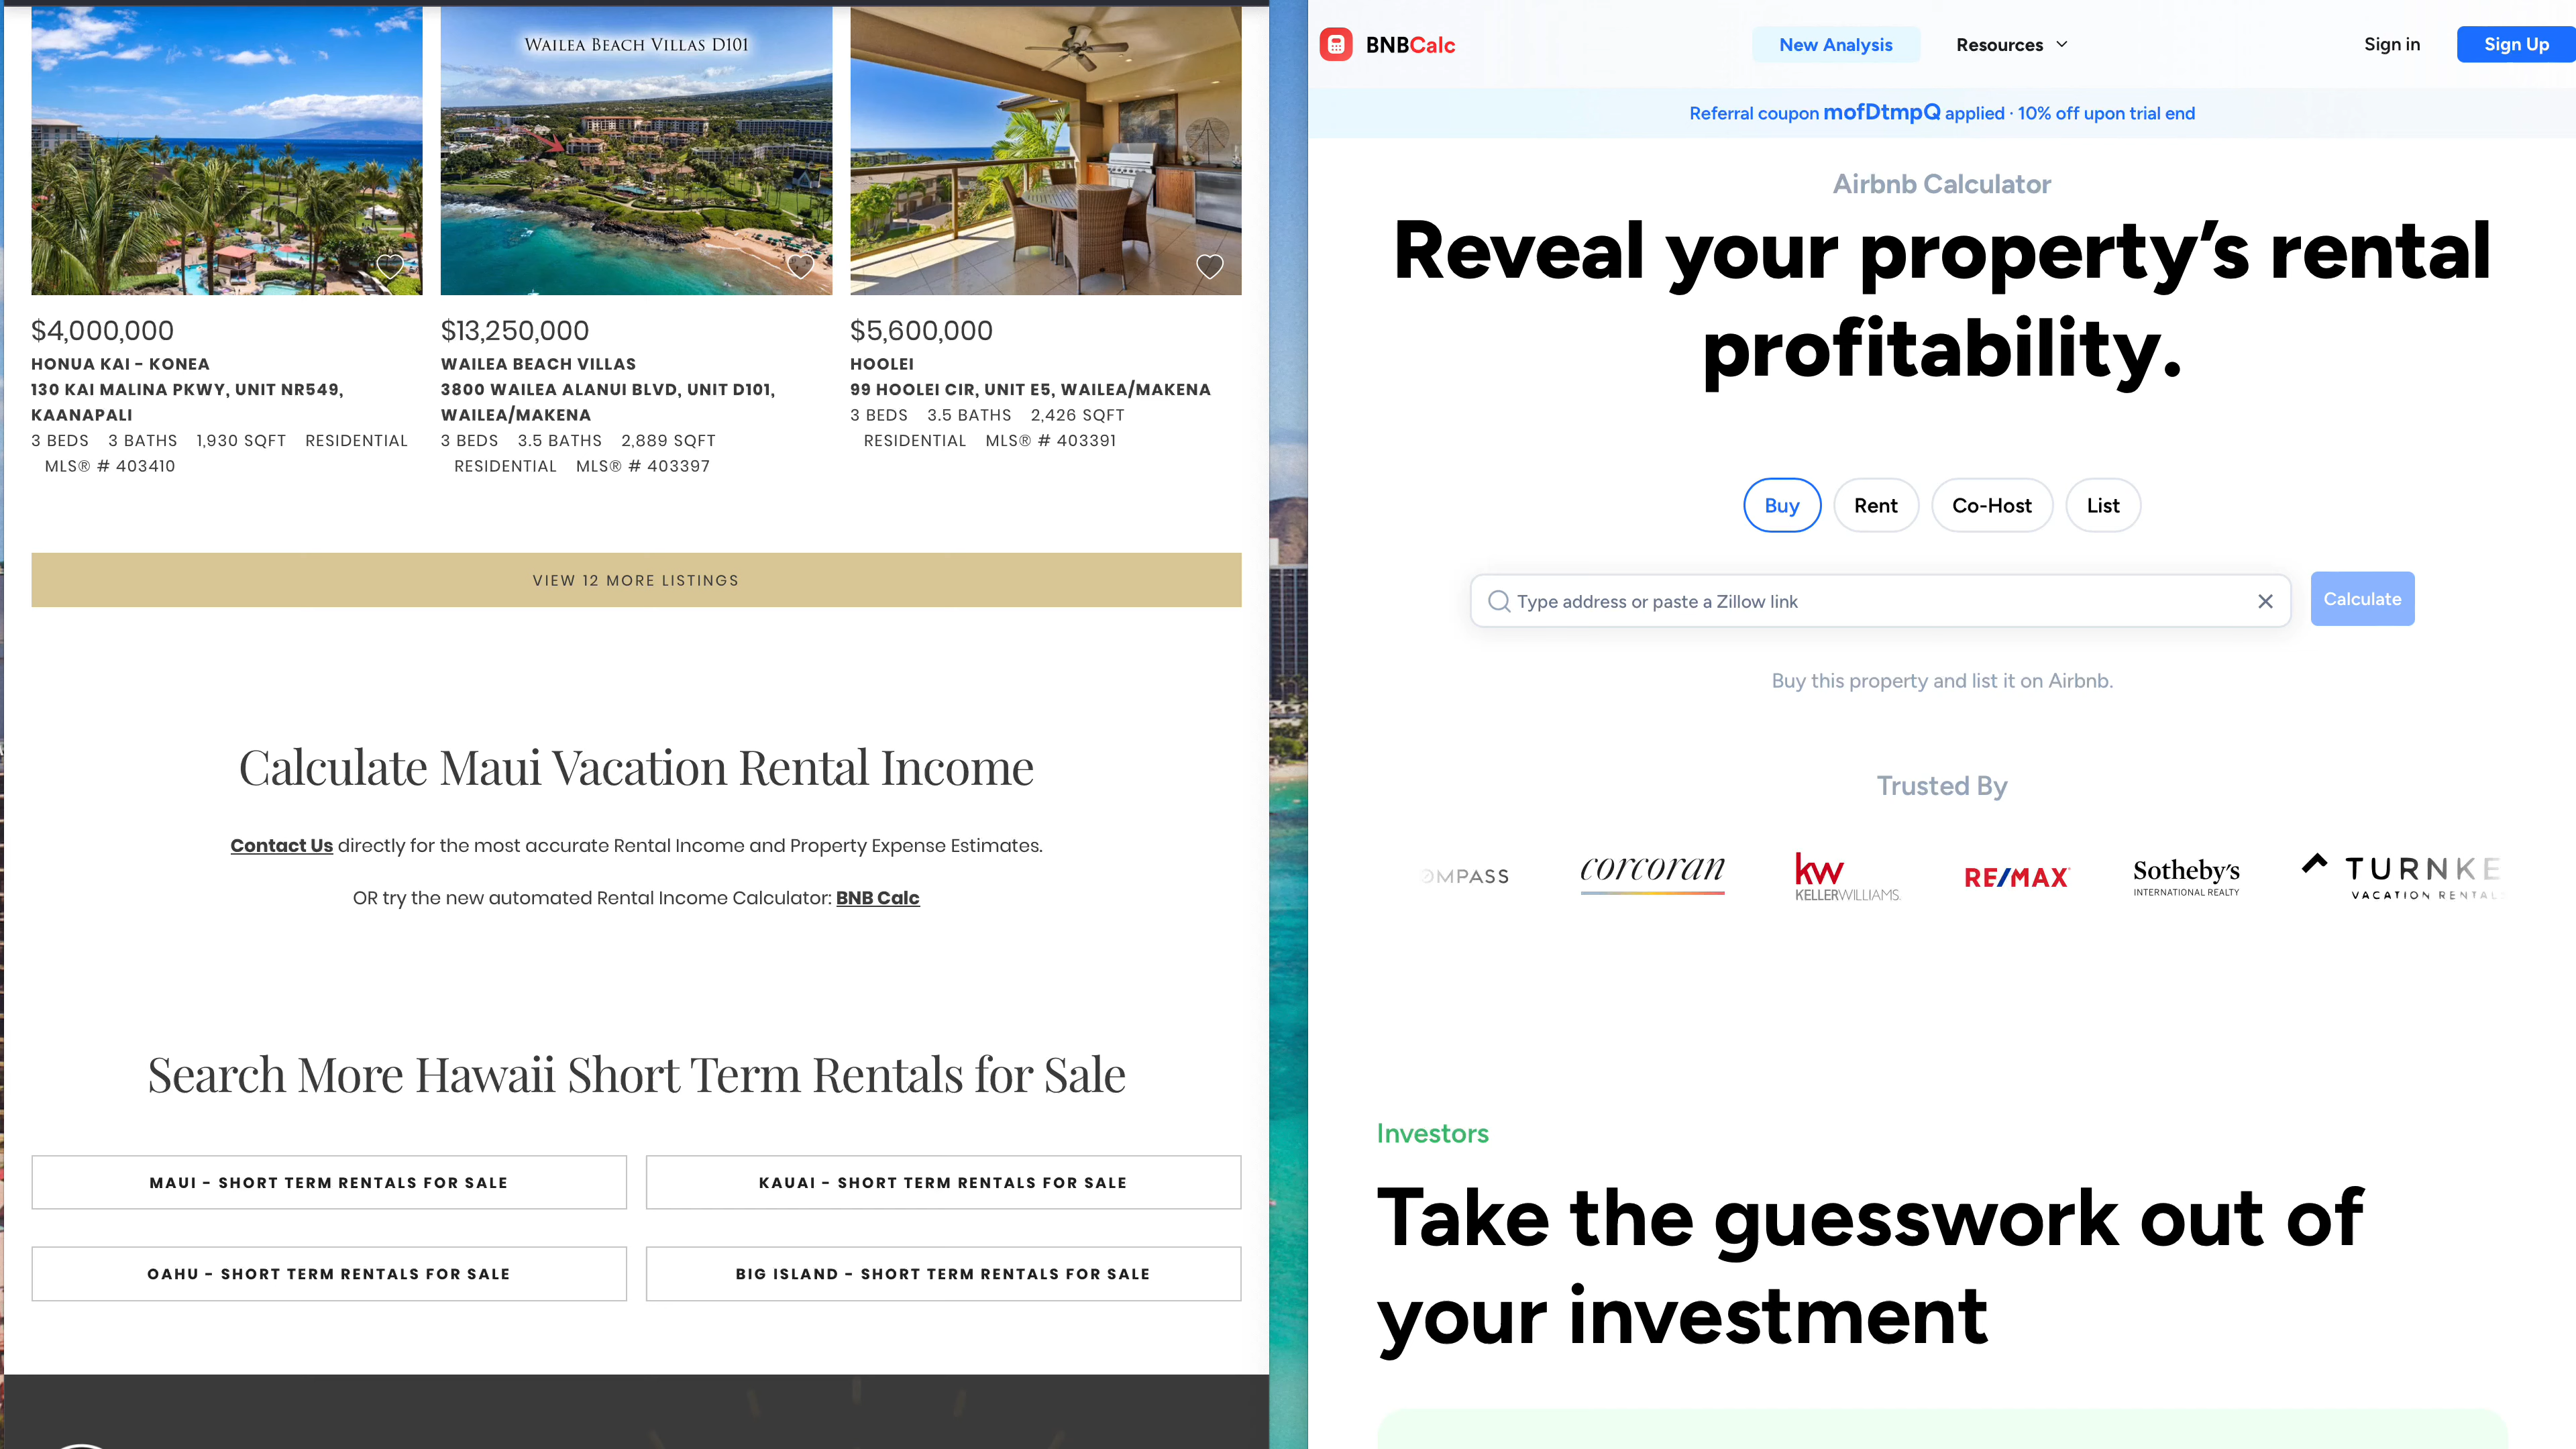 WAILEA BEACH VILLAS D101
$4,000,000
HONUA KAI - KONEA
130 KAI MALINA PKWY, UNIT NR549,
KAANAPALI
3 BEDS 3 BATHS 1,930 SQFT RESIDENTIAL
MLS® # 403410
$13,250,000
WAILEA BEACH VILLAS
3800 WAILEA ALANUI BLVD, UNIT D101,
WAILEA/MAKENA
3 BEDS 3.5 BATHS 2,889 SQFT
RESIDENTIAL MLS® # 403397
$5,600,000
HOOLEI
99 HOOLEI CIR, UNIT E5, WAILEA/MAKENA
3 BEDS 3.5 BATHS 2,426 SQFT
RESIDENTIAL MLS® # 403391
VIEW 12 MORE LISTINGS
Calculate Maui Vacation Rental Income
Contact Us directly for the most accurate Rental Income and Property Expense Estimates.
OR try the new automated Rental Income Calculator: BNB Calc
Search More Hawaii Short Term Rentals for Sale
MAUI - SHORT TERM RENTALS FOR SALE
KAUAI - SHORT TERM RENTALS FOR SALE
OAHU - SHORT TERM RENTALS FOR SALE
BIG ISLAND - SHORT TERM RENTALS FOR SALE
BNBCalc
New Analysis
Resources
Sign in
Sign Up
Referral coupon mofDtmpQ applied · 10% off upon trial end
Airbnb Calculator
Reveal your property’s rental
profitability.
Buy
Rent
Co-Host
List
Type address or paste a Zillow link
Calculate
Buy this property and list it on Airbnb.
Trusted By
OMPASS
corcoran
kw
KELLERWILLIAMS.
RE/MAX
Sotheby's
INTERNATIONAL REALTY
TURNKE
VACATION RENTAL
Investors
Take the guesswork out of
your investment